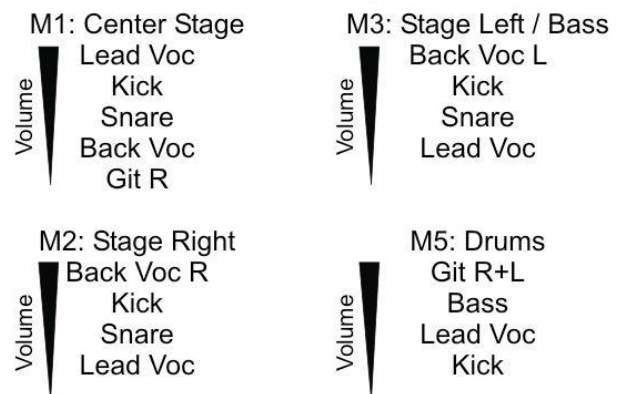 M1: Center Stage
Volume
Lead Voc
Kick
Snare
Back Voc
Git R
M3: Stage Left / Bass
Volume
Back Voc L
Kick
Snare
Lead Voc
M2: Stage Right
Volume
Back Voc R
Kick
Snare
Lead Voc
M5: Drums
Volume
Git R+L
Bass
Lead Voc
Kick